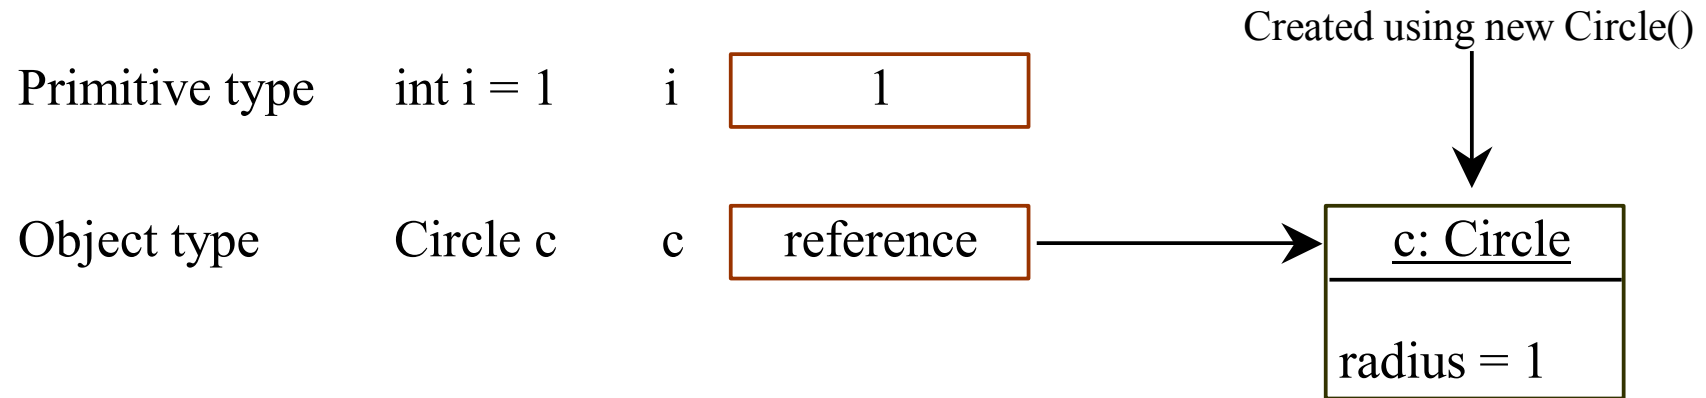 Created using new Circle()
Primitive type int i = 1 i 1
Object type Circle c c reference c: Circle
radius = 1